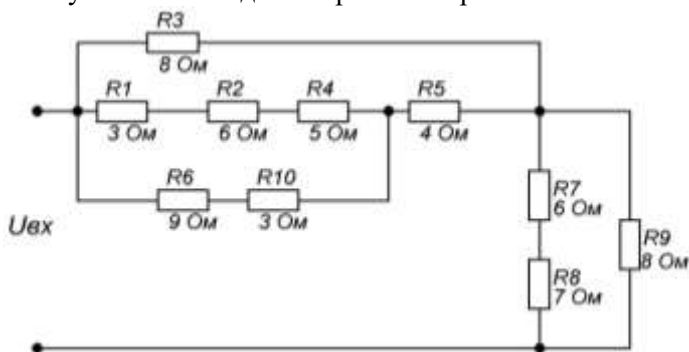 R3
8 Ом
R1
R2
R4
R5
3 Ом
6 Ом
5 Ом
4 Ом
R6
R10
9 Ом
3 Ом
Uвх
R7
6 Ом
R9
8 Ом
R8
7 Ом